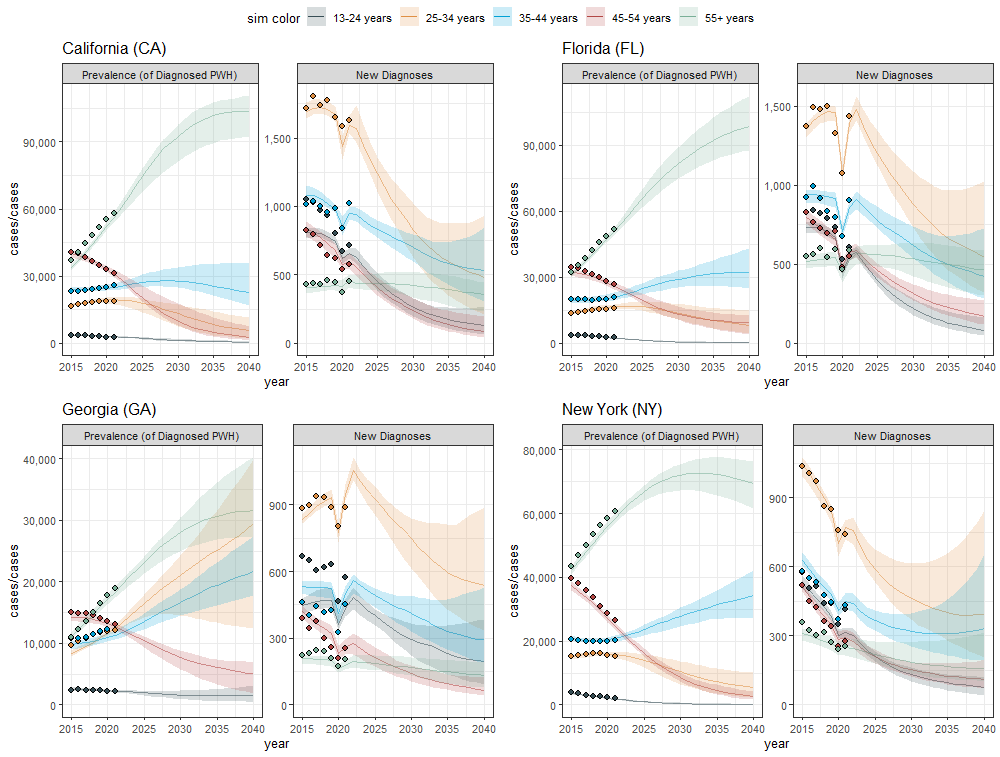 sim color 13-24 years 25-34 years 35-44 years 45-54 years 55+ years
California (CA)
Prevalence (of Diagnosed PWH) New Diagnoses
cases/cases
90,000
60,000
30,000
0
1,500
1,000
500
0
2015 2020 2025 2030 2035 2040 2015 2020 2025 2030 2035 2040
year
Florida (FL)
Prevalence (of Diagnosed PWH) New Diagnoses
cases/cases
90,000
60,000
30,000
0
1,500
1,000
500
0
2015 2020 2025 2030 2035 2040 2015 2020 2025 2030 2035 2040
year
Georgia (GA)
Prevalence (of Diagnosed PWH) New Diagnoses
cases/cases
40,000
30,000
20,000
10,000
0
900
600
300
0
2015 2020 2025 2030 2035 2040 2015 2020 2025 2030 2035 2040
year
New York (NY)
Prevalence (of Diagnosed PWH) New Diagnoses
cases/cases
80,000
60,000
40,000
20,000
0
900
600
300
0
2015 2020 2025 2030 2035 2040 2015 2020 2025 2030 2035 2040
year